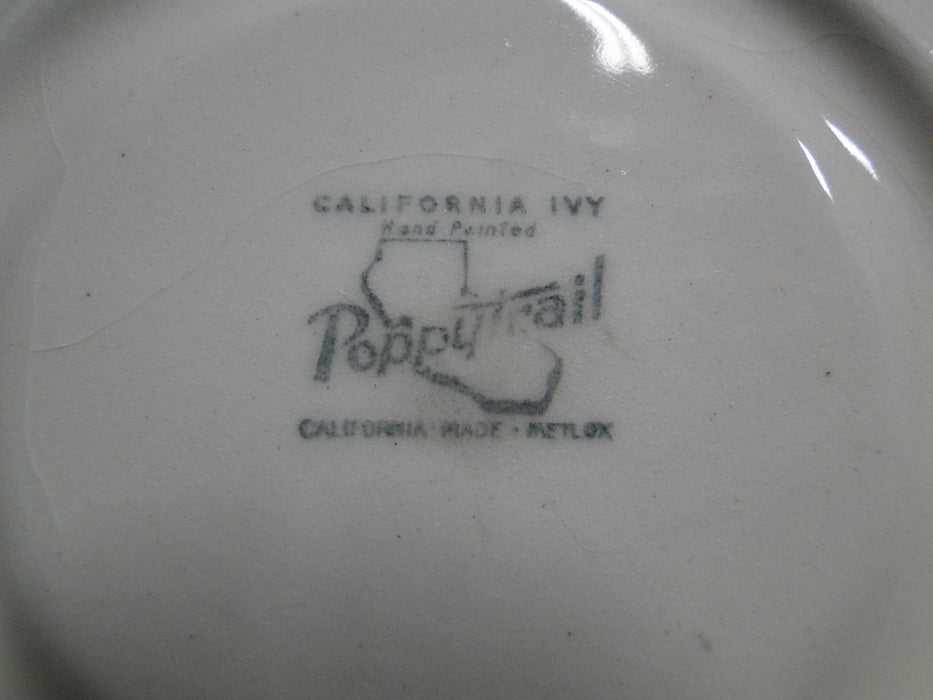 CALIFORNIA IVY
Hand Painted
Poppytrail
CALIFORNIA MADE · METLOX